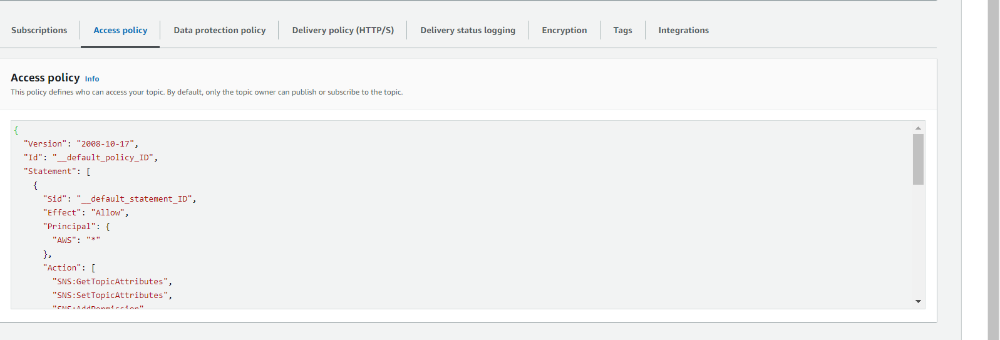 Subscriptions Access policy Data protection policy Delivery policy (HTTP/S) Delivery status logging Encryption Tags Integrations
Access policy Info
This policy defines who can access your topic. By default, only the topic owner can publish or subscribe to the topic.
{
  "Version": "2008-10-17",
  "Id": "__default_policy_ID",
  "Statement": [
    {
      "Sid": "__default_statement_ID",
      "Effect": "Allow",
      "Principal": {
        "AWS": "*"
      },
      "Action": [
        "SNS:GetTopicAttributes",
        "SNS:SetTopicAttributes",
        "SNS:AddPermission"